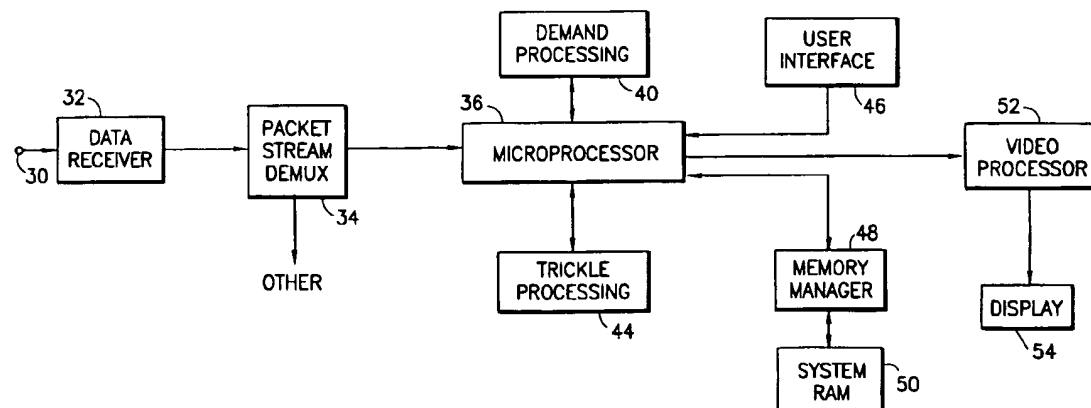 DEMAND
PROCESSING
40
USER
INTERFACE
46
32
DATA
RECEIVER
30
PACKET
STREAM
DEMUX
34
OTHER
36
MICROPROCESSOR
52
VIDEO
PROCESSOR
TRICKLE
PROCESSING
44
48
MEMORY
MANAGER
SYSTEM
RAM
50
DISPLAY
54